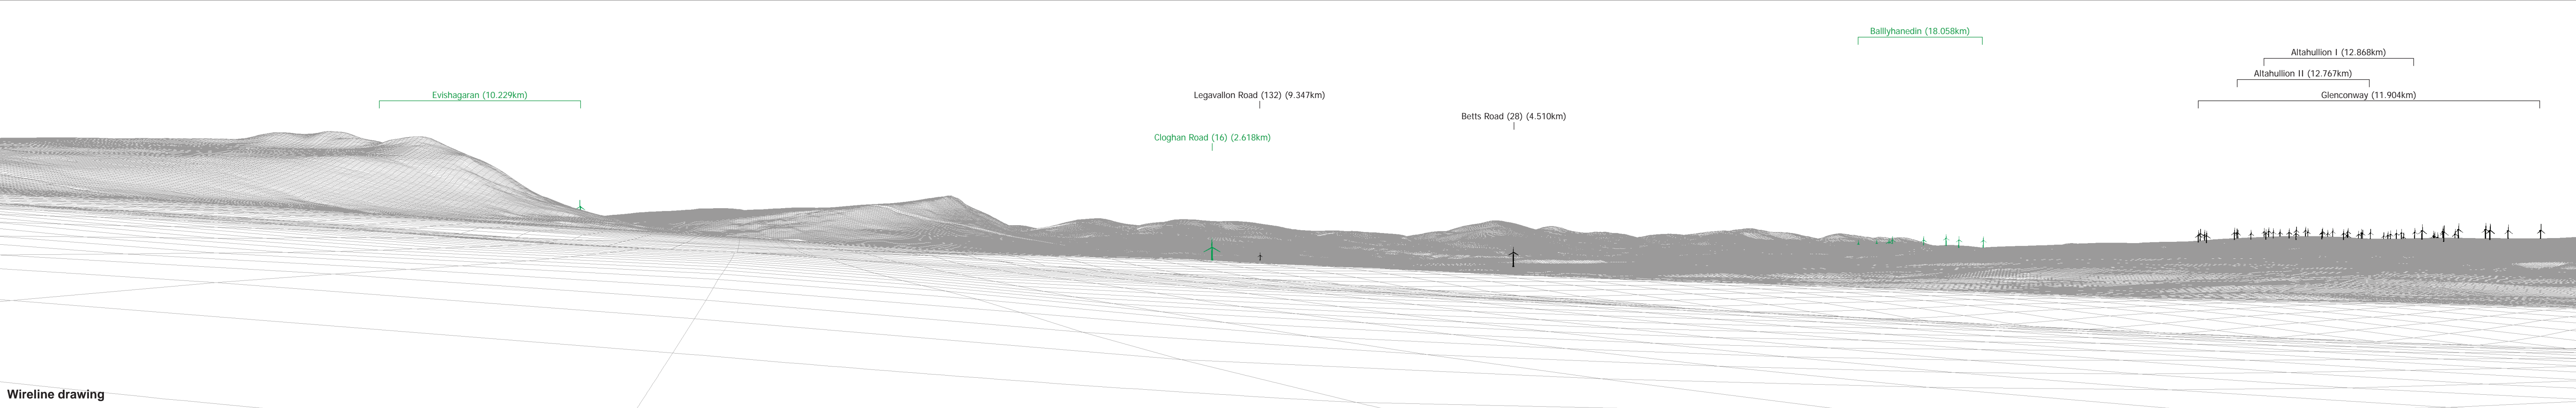 Balllyhanedin (18.058km)
Altahullion I (12.868km)
Altahullion II (12.767km)
Evishagaran (10.229km)
Legavallon Road (132) (9.347km)
Glenconway (11.904km)
Betts Road (28) (4.510km)
Cloghan Road (16) (2.618km)
Wireline drawing